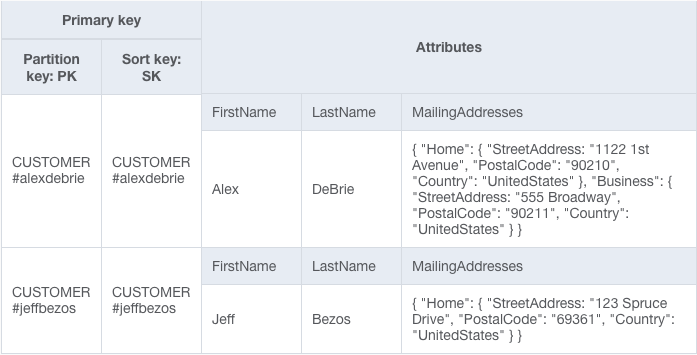 Primary key
Attributes
Partition
key: PK
Sort key:
SK
FirstName
LastName
MailingAddresses
CUSTOMER
#alexdebrie
CUSTOMER
#alexdebrie
Alex
DeBrie
{ "Home": { "StreetAddress: "1122 1st
Avenue", "PostalCode": "90210",
"Country": "UnitedStates" }, "Business": {
"StreetAddress": "555 Broadway",
"PostalCode": "90211", "Country":
"UnitedStates" } }
FirstName
LastName
MailingAddresses
CUSTOMER
#jeffbezos
CUSTOMER
#jeffbezos
Jeff
Bezos
{ "Home": { "StreetAddress: "123 Spruce
Drive", "PostalCode": "69361", "Country":
"UnitedStates" } }